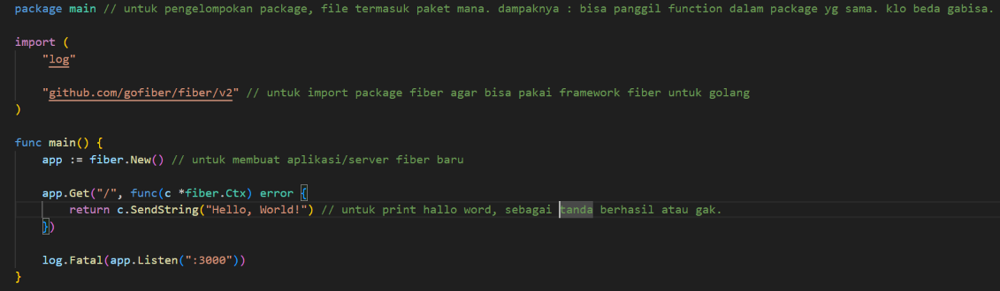 package main // untuk pengelompokan package, file termasuk paket mana. dampaknya : bisa panggil function dalam package yg sama. klo beda gabisa.
import (
"log"
"github.com/gofiber/fiber/v2" // untuk import package fiber agar bisa pakai framework fiber untuk golang
)
func main() {
app := fiber.New() // untuk membuat aplikasi/server fiber baru
app.Get("/", func(c *fiber.Ctx) error {
return c.SendString("Hello, World!") // untuk print hallo word, sebagai tanda berhasil atau gak.
})
log.Fatal(app.Listen(":3000"))
}